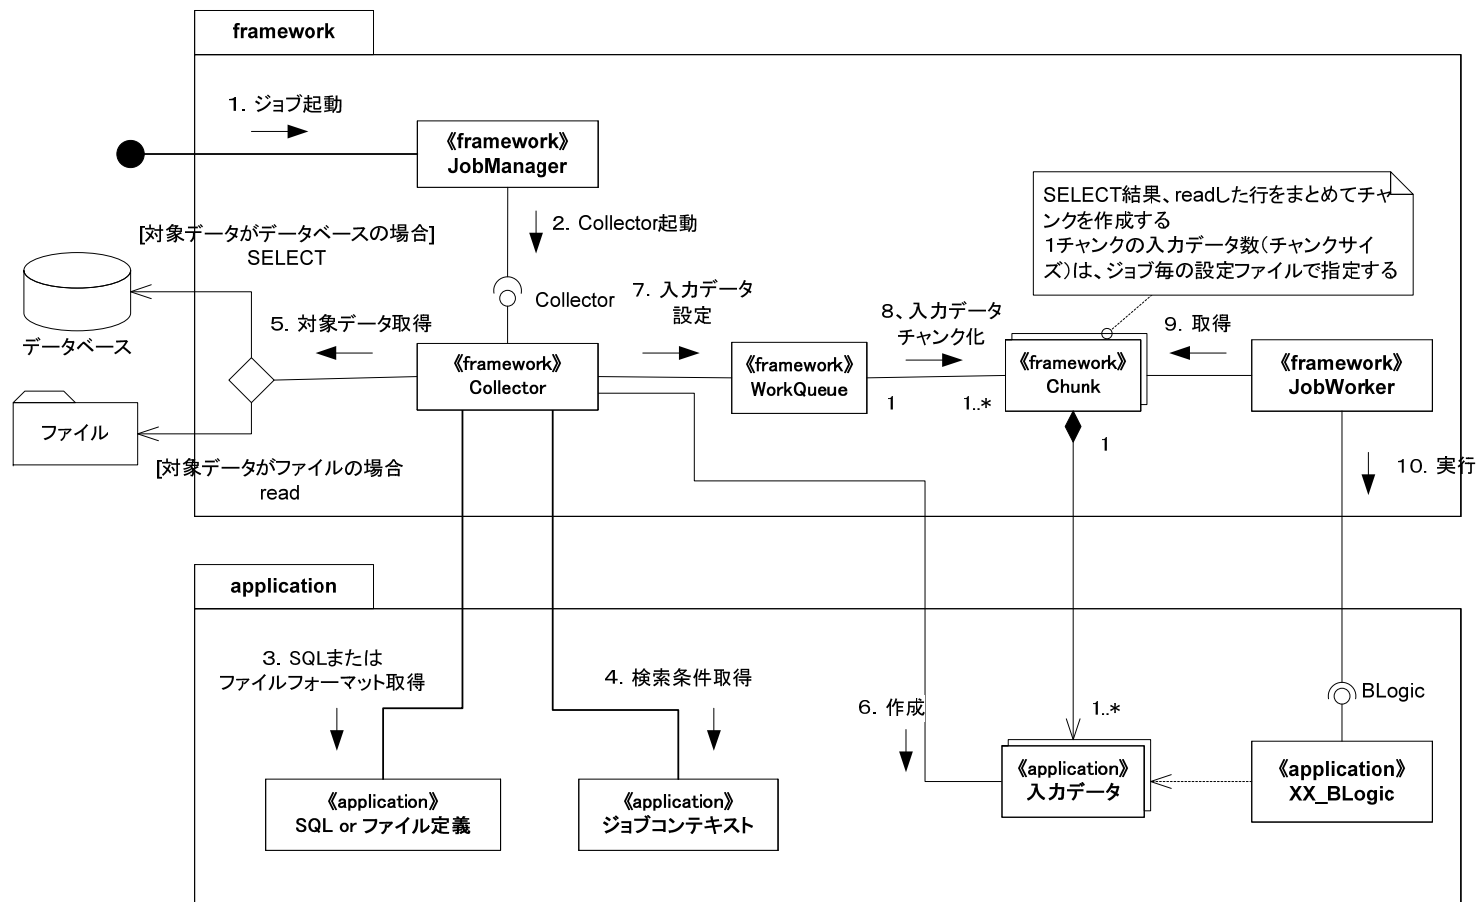 framework
1. ジョブ起動
《framework》
JobManager
SELECT結果、readした行をまとめてチャ
ンクを作成する
1チャンクの入力データ数(チャンクサイ
ズ)は、ジョブ毎の設定ファイルで指定する
2. Collector起動
[対象データがデータベースの場合]
SELECT
Collector
7. 入力データ
設定
8、入力データ
チャンク化
9. 取得
5. 対象データ取得
データベース
《framework》
Collector
《framework》
WorkQueue
《framework》
Chunk
《framework》
JobWorker
1
1..*
ファイル
1
[対象データがファイルの場合
read
10. 実行
application
3. SQLまたは
ファイルフォーマット取得
4. 検索条件取得
6. 作成
1..*
BLogic
《application》
SQL or ファイル定義
《application》
ジョブコンテキスト
《application》
入力データ
《application》
XX_BLogic